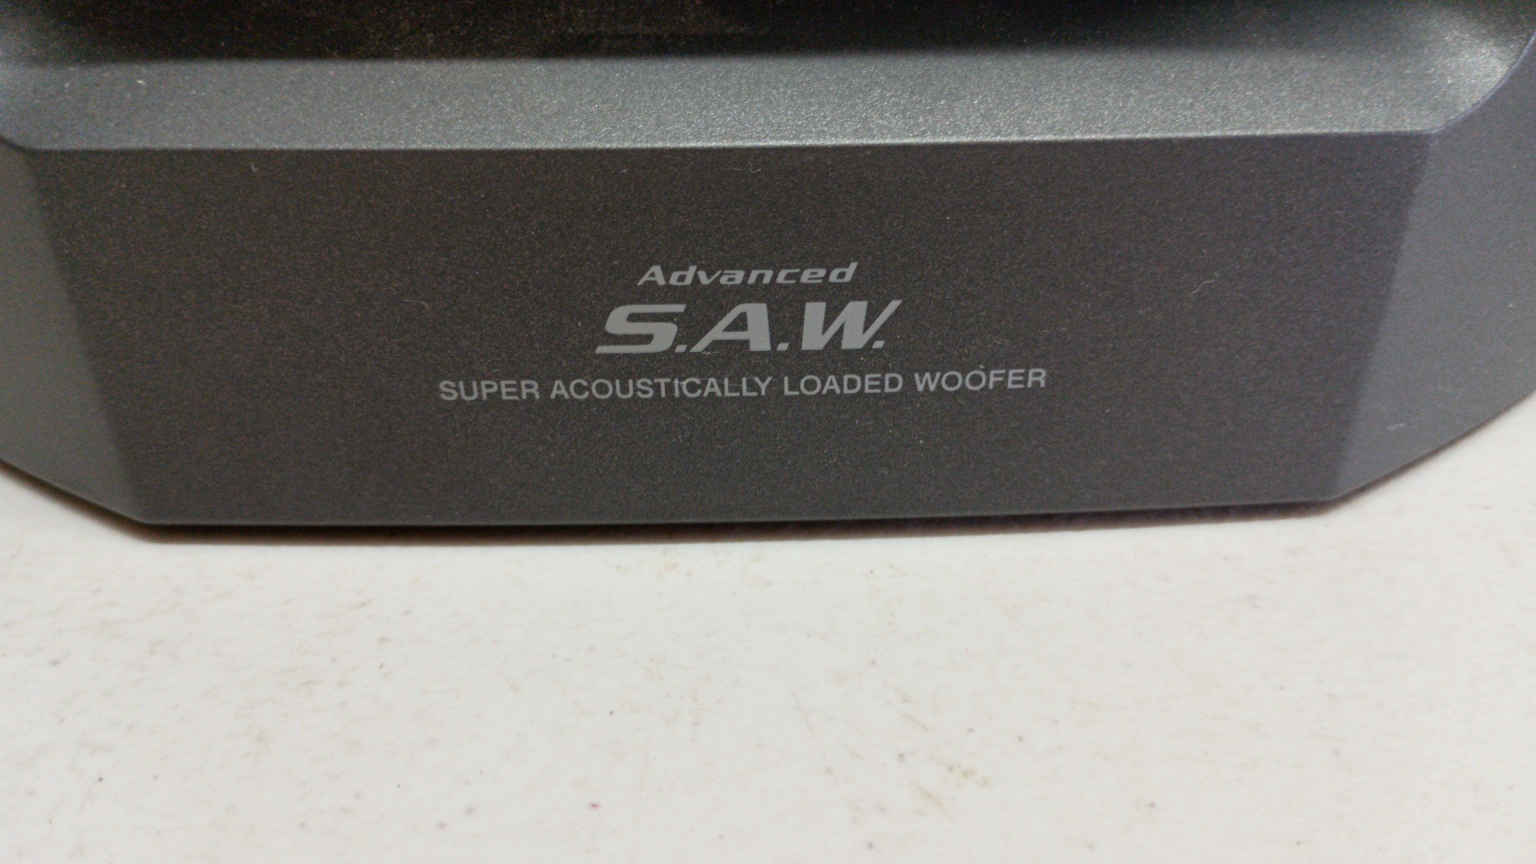 Advanced
S.A.W.
SUPER ACOUSTICALLY LOADED WOOFER